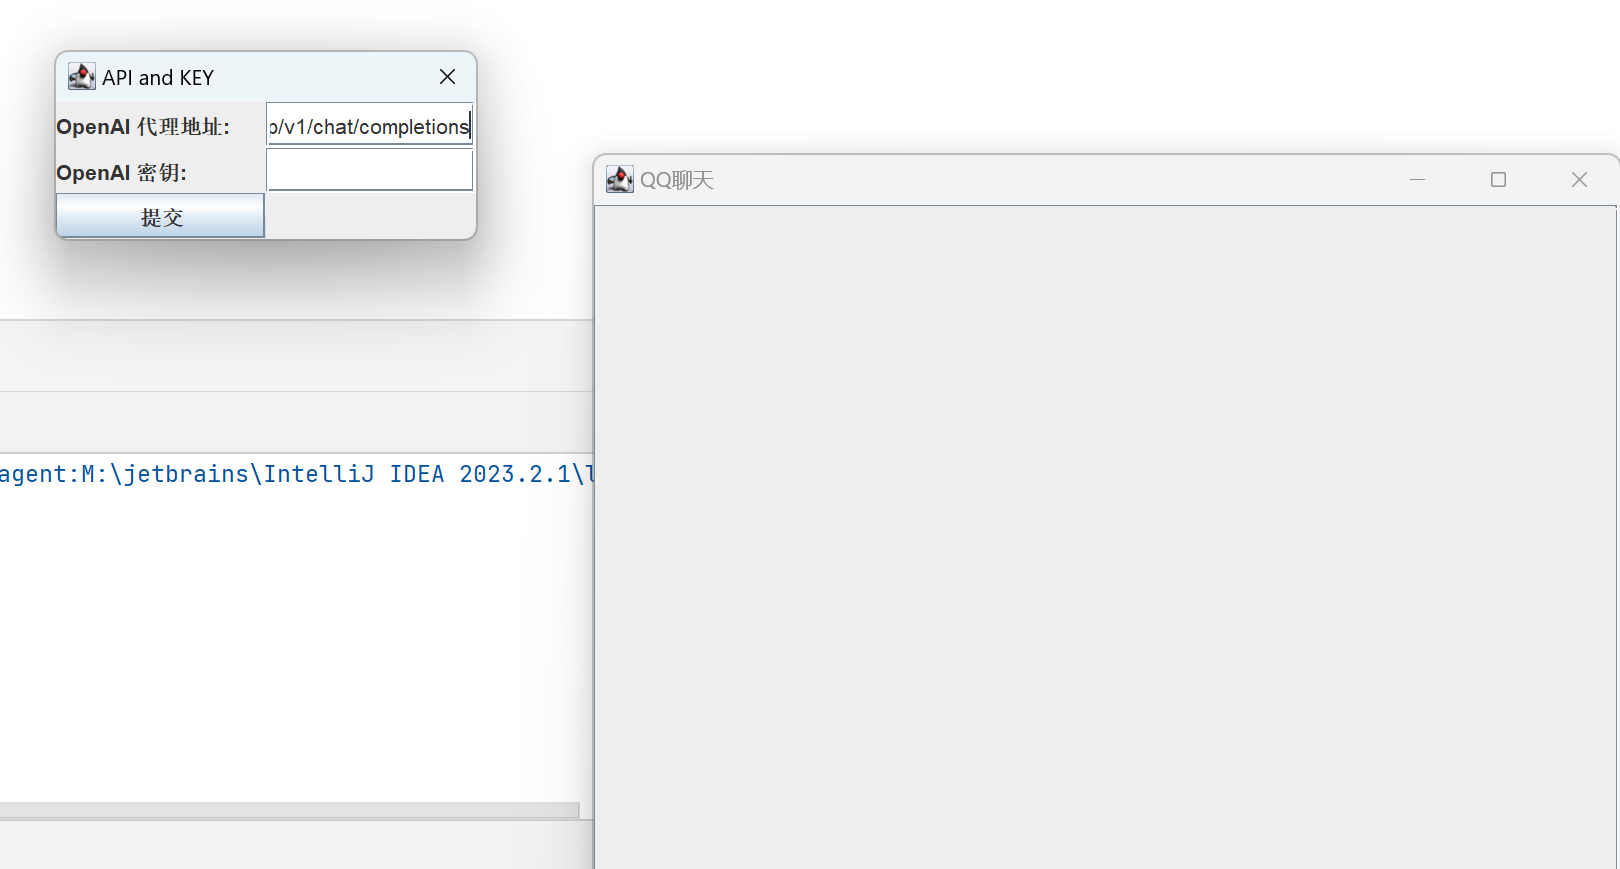 API and KEY
OpenAI 代理地址:
/v1/chat/completions
OpenAI 密钥:
提交
QQ聊天
agent:M:\jetbrains\IntelliJ IDEA 2023.2.1\l